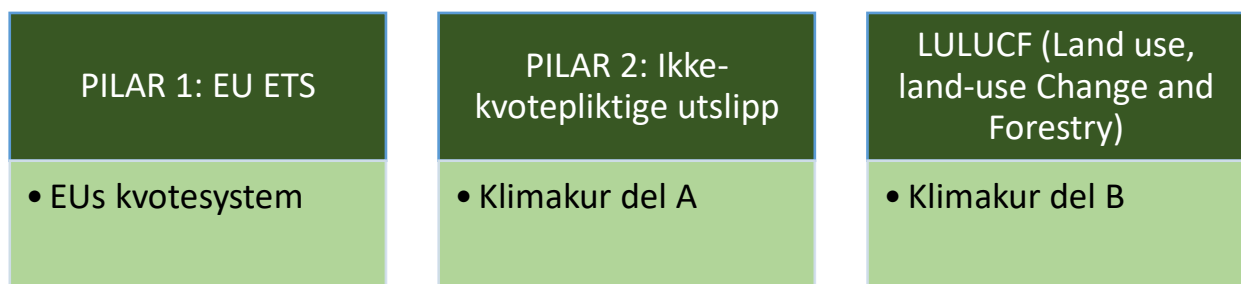 PILAR 1: EU ETS
• EUs kvotesystem
PILAR 2: Ikke-
kvotepliktige utslipp
• Klimakur del A
LULUCF (Land use,
land-use Change and
Forestry)
• Klimakur del B